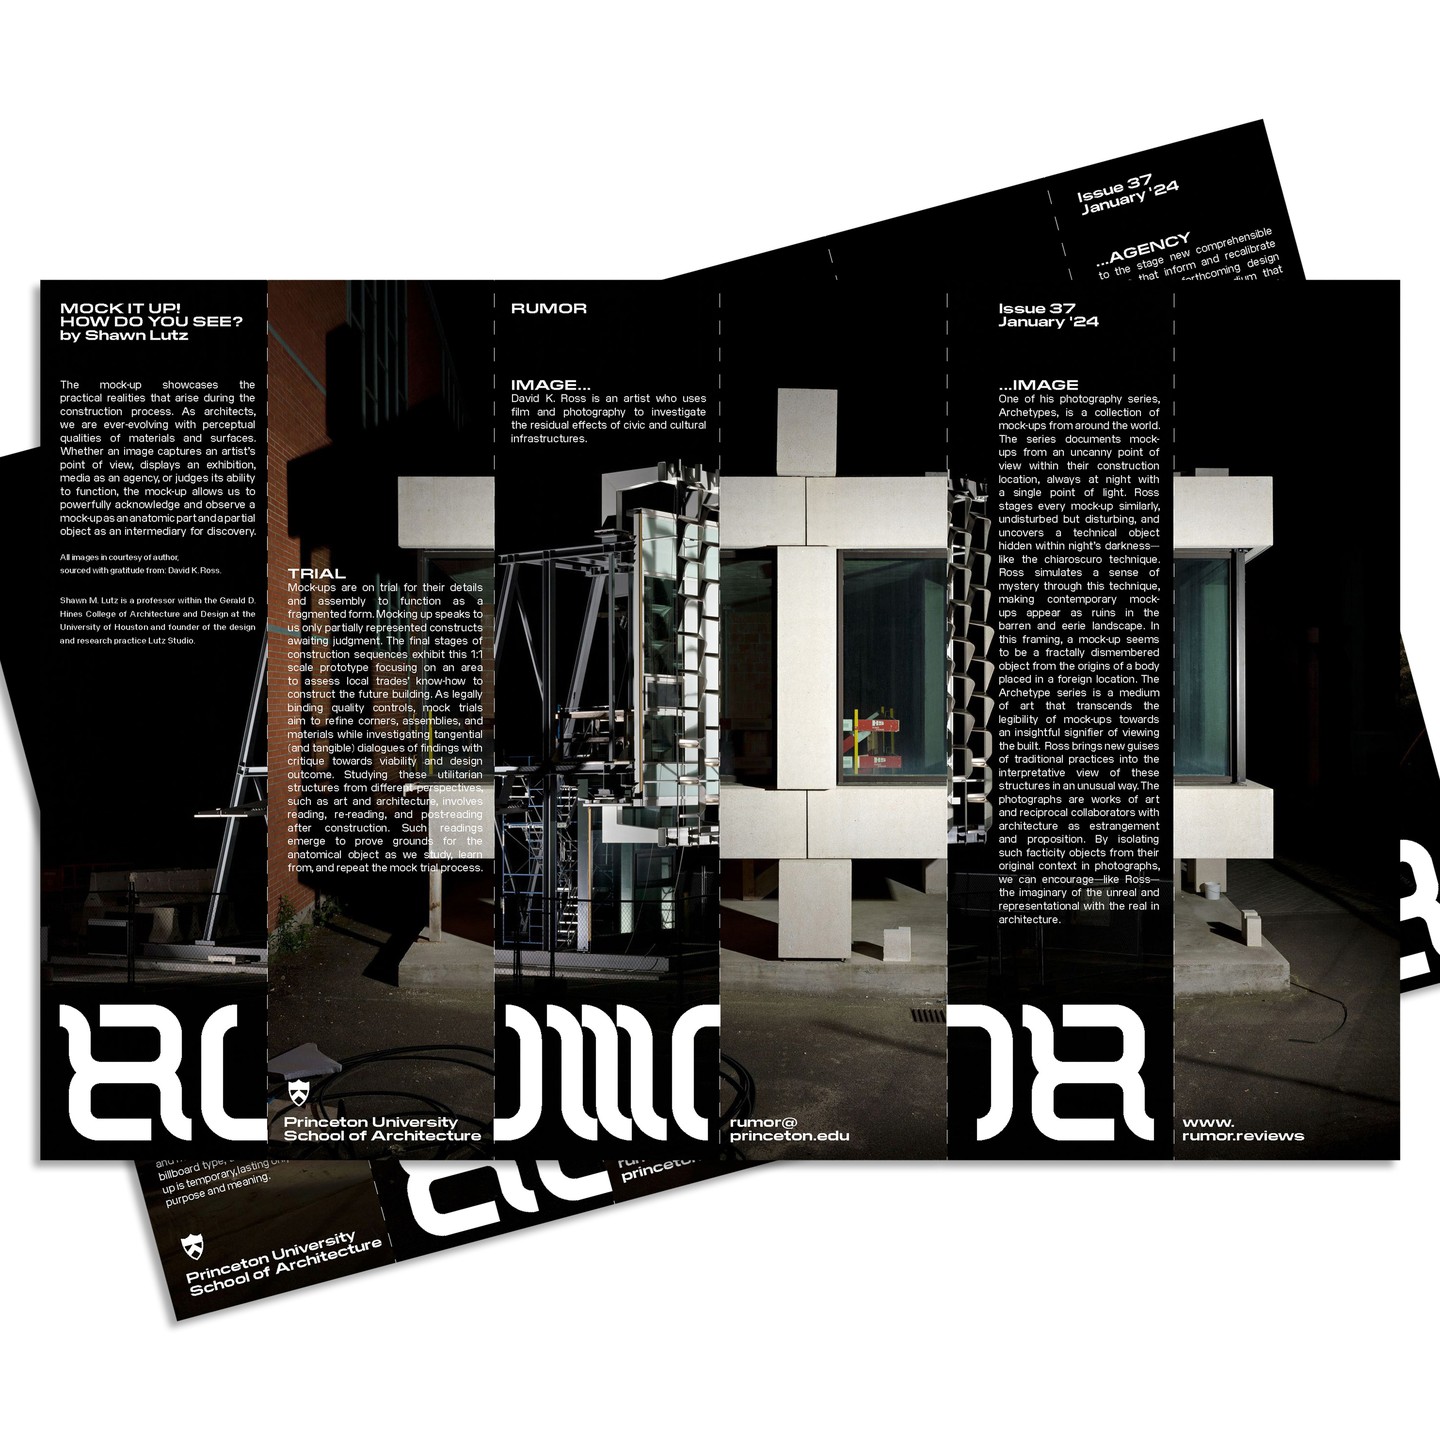 MOCK IT UP!
HOW DO YOU SEE?
by Shawn Lutz
The mock-up showcases the
practical realities that arise during the
construction process. As architects,
we are ever-evolving with perceptual
qualities of materials and surfaces.
Whether an image captures an artist's
point of view, displays an exhibition,
media as an agency, or judges its ability
to function, the mock-up allows us to
powerfully acknowledge and observe a
mock-up as an anatomic part and a partial
object as an intermediary for discovery.
All images in courtesy of author,
sourced with gratitude from: David K. Ross.
Shawn M. Lutz is a professor within the Gerald D.
Hines College of Architecture and Design at the
University of Houston and founder of the design
and research practice Lutz Studio.
TRIAL
Mock-ups are on trial for their details
and assembly to function as a
fragmented form. Mocking up speaks to
us only partially represented constructs
awaiting judgment. The final stages of
construction sequences exhibit this 1:1
scale prototype focusing on an area
to assess local trades' know-how to
construct the future building. As legally
binding quality controls, mock trials
aim to refine corners, assemblies, and
materials while investigating tangential
(and tangible) dialogues of findings with
critique towards viability and design
outcome. Studying these utilitarian
structures from different perspectives,
such as art and architecture, involves
reading, re-reading, and post-reading
after construction. Such readings
emerge to prove grounds for the
anatomical object as we study, learn
from, and repeat the mock trial process.
Princeton University
School of Architecture
RUMOR
IMAGE...
David K. Ross is an artist who uses
film and photography to investigate
the residual effects of civic and cultural
infrastructures.
rumor@
princeton.edu
Issue 37
January '24
...IMAGE
One of his photography series,
Archetypes, is a collection of
mock-ups from around the world.
The series documents mock-
ups from an uncanny point of
view within their construction
location, always at night with
a single point of light. Ross
stages every mock-up similarly,
undisturbed but disturbing, and
uncovers a technical object
hidden within night's darkness—
like the chiaroscuro technique.
Ross simulates a sense of
mystery through this technique,
making contemporary mock-
ups appear as ruins in the
barren and eerie landscape. In
this framing, a mock-up seems
to be a fractally dismembered
object from the origins of a body
placed in a foreign location. The
Archetype series is a medium
of art that transcends the
legibility of mock-ups towards
an insightful signifier of viewing
the built. Ross brings new guises
of traditional practices into the
interpretative view of these
structures in an unusual way. The
photographs are works of art
and reciprocal collaborators with
architecture as estrangement
and proposition. By isolating
such facticity objects from their
original context in photographs,
we can encourage—like Ross—
the imaginary of the unreal and
representational with the real in
architecture.
www.
rumor.reviews
Issue 37
January '24
...AGENCY
to the stage new comprehensible
that inform and recalibrate
forthcoming design
that
billboard type,
up is temporary, lasting only
purpose and meaning.
Princeton University
School of Architecture
princeton.